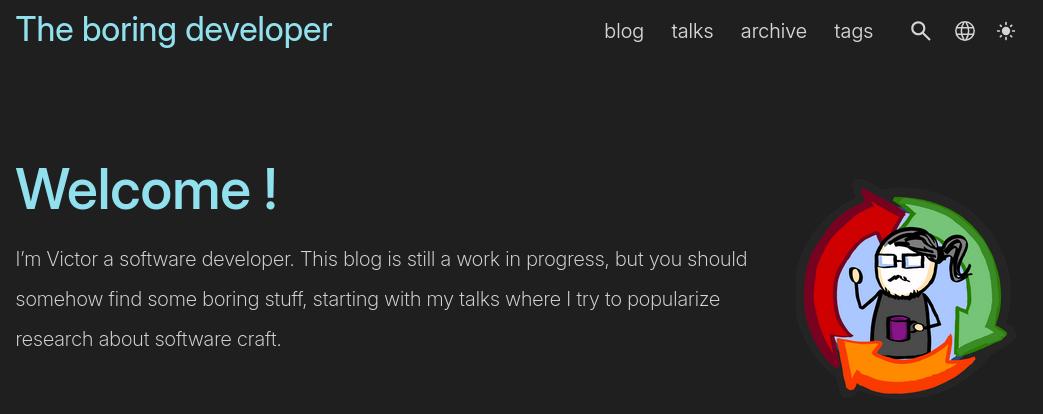 The boring developer
blog talks archive tags
Welcome !
I'm Victor a software developer. This blog is still a work in progress, but you should
somehow find some boring stuff, starting with my talks where I try to popularize
research about software craft.